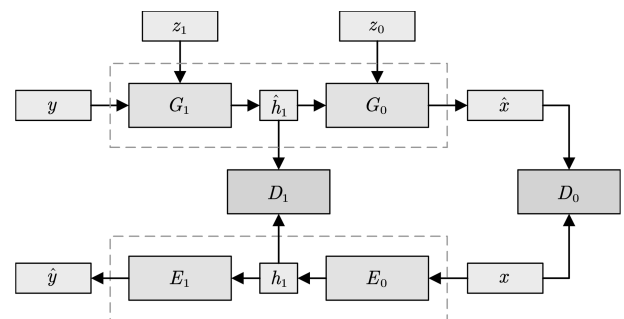 z₁ z₀
y G₁ ĥ₁ G₀ x̂
D₁ D₀
ŷ E₁ h₁ E₀ x